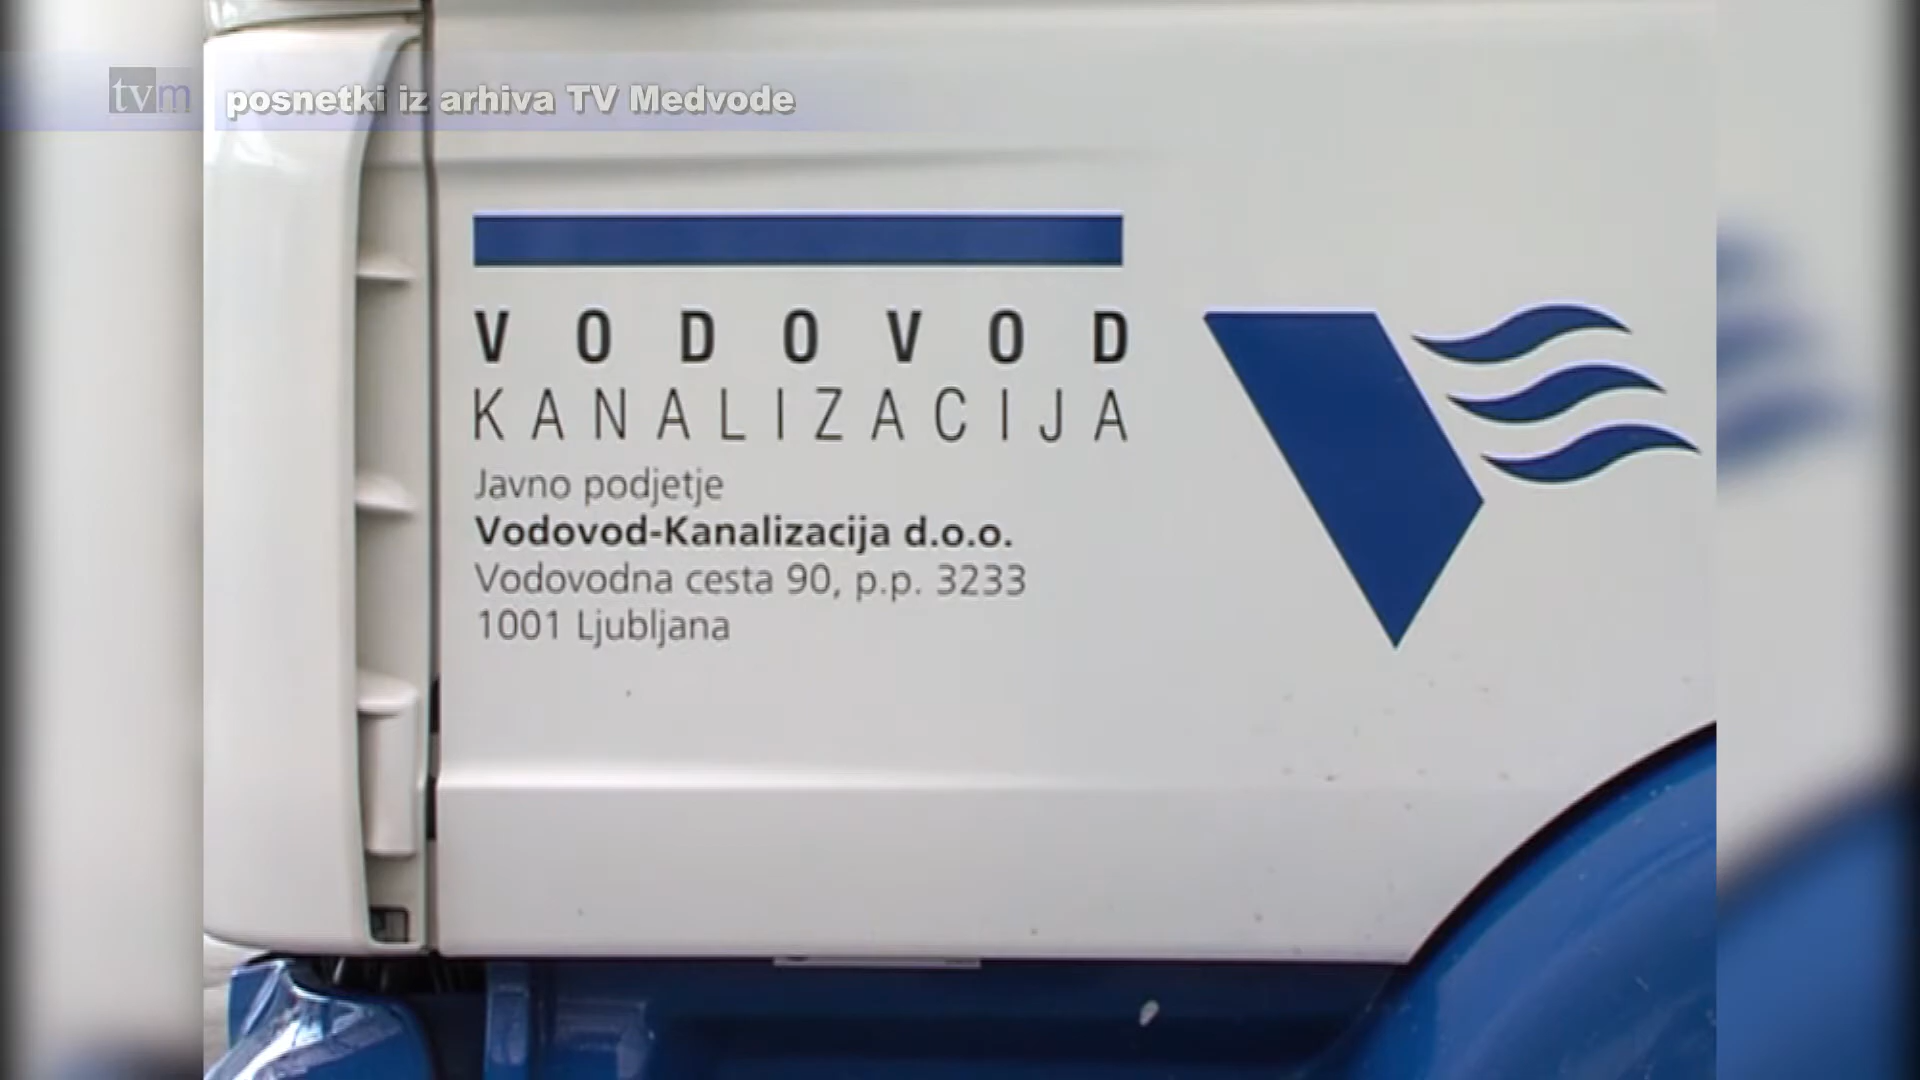 tvm posnetki iz arhiva TV Medvode
VODOVOD
KANALIZACIJA
Javno podjetje
Vodovod-Kanalizacija d.o.o.
Vodovodna cesta 90, p.p. 3233
1001 Ljubljana